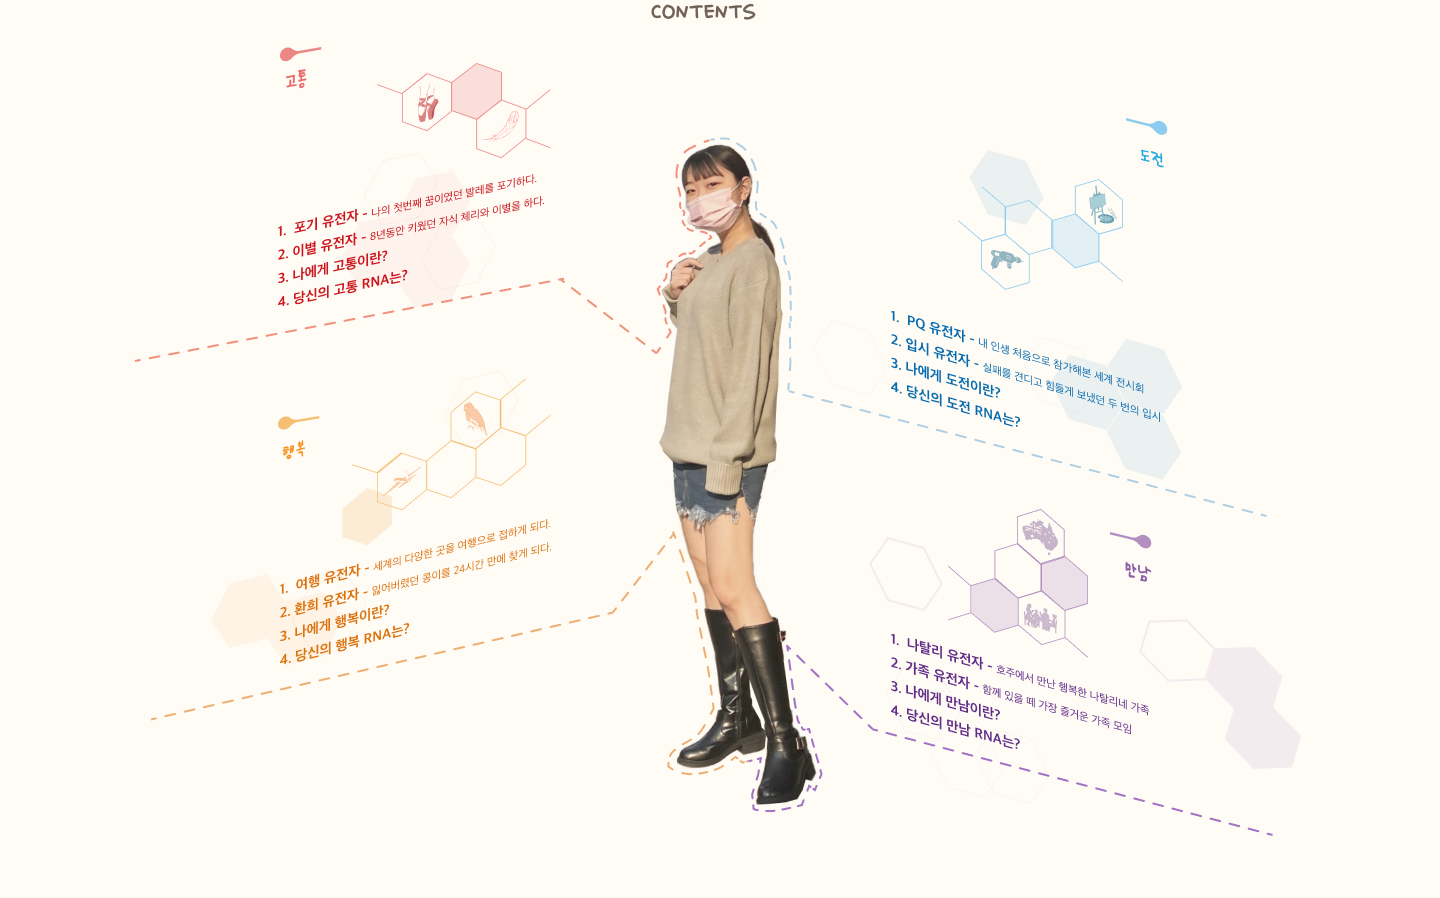 CONTENTS
고통
1. 포기 유전자 - 나의 첫번째 꿈이였던 발레를 포기하다.
2. 이별 유전자 - 8년동안 키웠던 자식 체리와 이별을 하다.
3. 나에게 고통이란?
4. 당신의 고통 RNA는?
도전
1. PQ 유전자 - 내 인생 처음으로 참가해본 세계 전시회
2. 입시 유전자 - 실패를 견디고 힘들게 보냈던 두 번의 입시
3. 나에게 도전이란?
4. 당신의 도전 RNA는?
행복
1. 여행 유전자 - 세계의 다양한 곳을 여행으로 접하게 되다.
2. 환희 유전자 - 잃어버렸던 콩이를 24시간 만에 찾게 되다.
3. 나에게 행복이란?
4. 당신의 행복 RNA는?
만남
1. 나탈리 유전자 - 호주에서 만난 행복한 나탈리네 가족
2. 가족 유전자 - 함께 있을 떼 가장 즐거운 가족 모임
3. 나에게 만남이란?
4. 당신의 만남 RNA는?